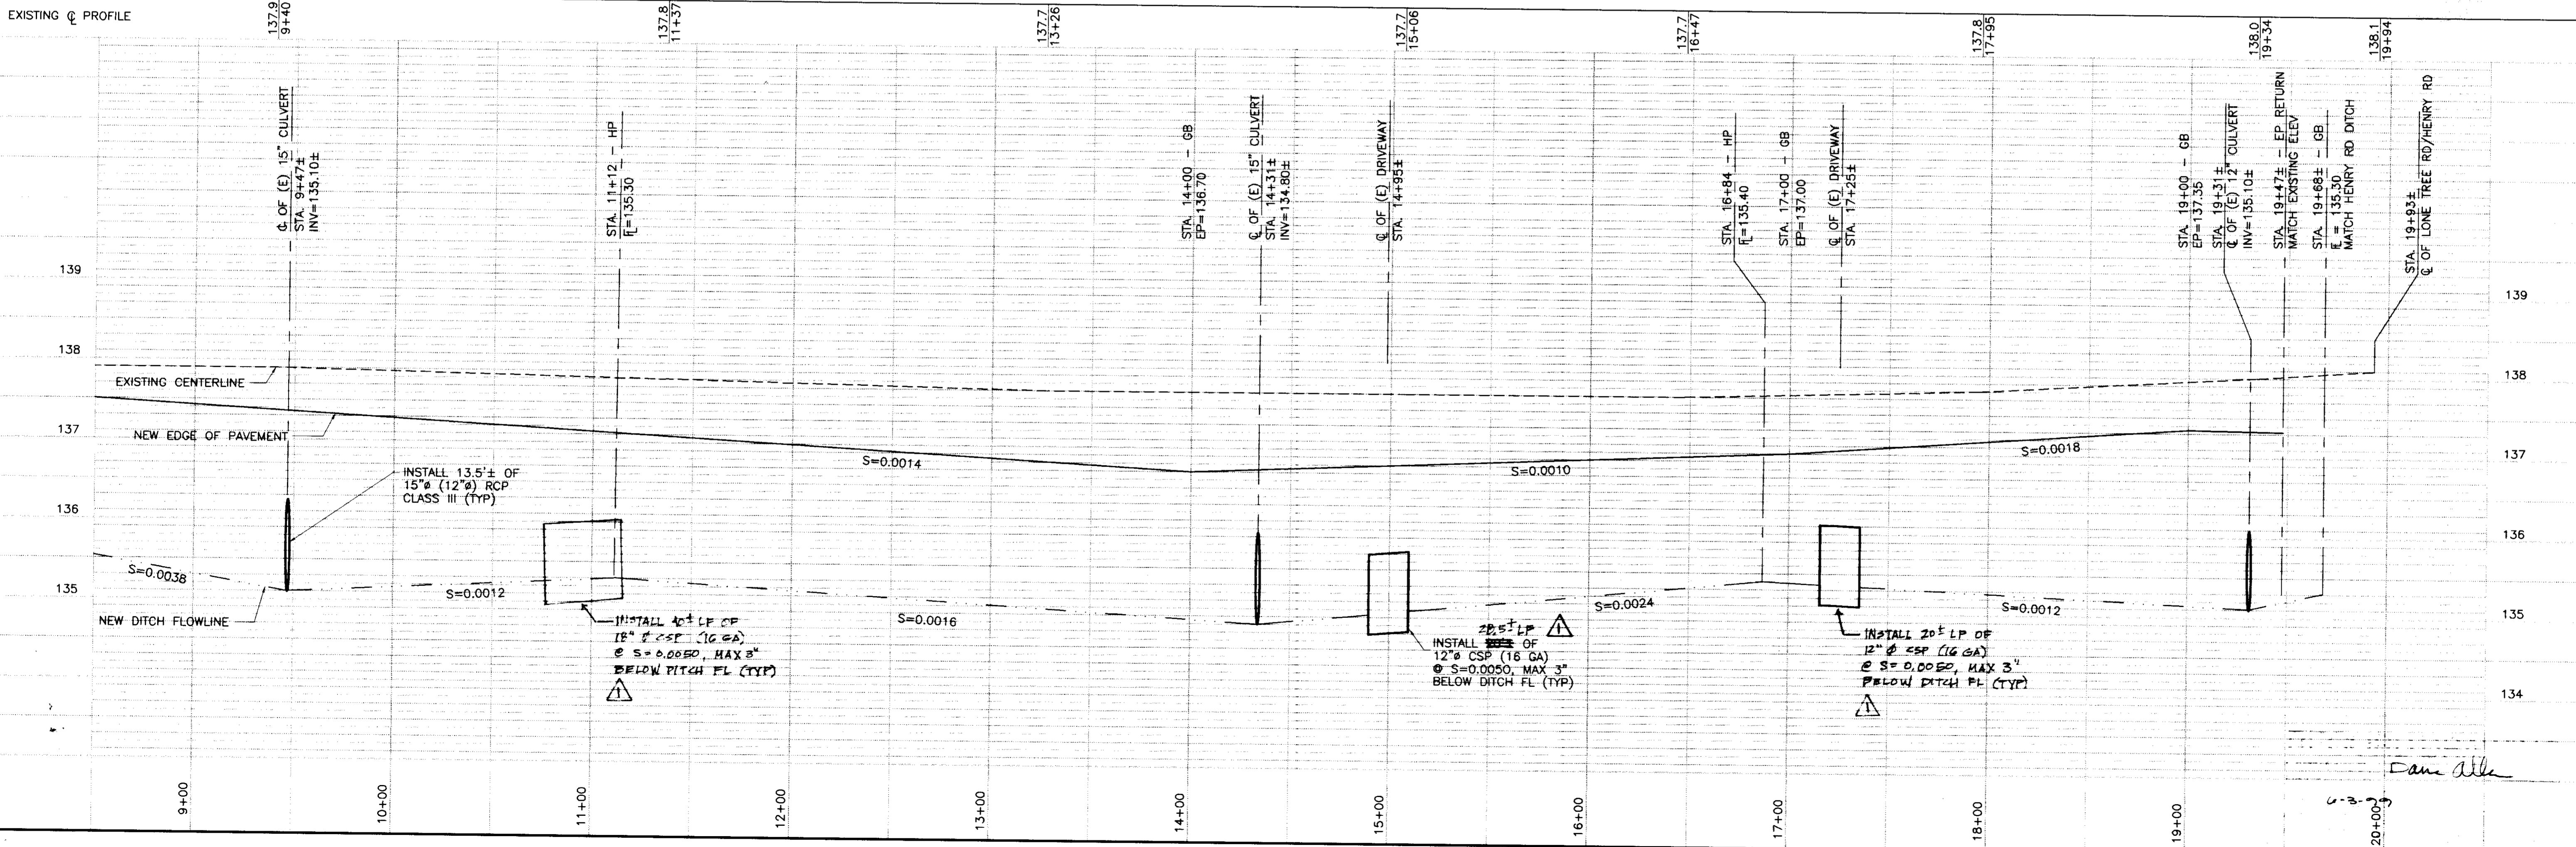 EXISTING ℄ PROFILE
137.9
9+40
137.8
11+37
137.7
13+26
137.7
15+06
137.7
16+47
137.8
17+95
138.0
19+34
138.1
19+94
℄ OF (E) 15" CULVERT
STA. 9+47±
INV=135.10±
STA. 11+12 - HP
FL=135.30
STA. 14+00 - GB
EP=136.70
℄ OF (E) 15" CULVERT
STA. 14+31±
INV=134.80±
℄ OF (E) DRIVEWAY
STA. 14+95±
STA. 16+84 - HP
FL=135.40
STA. 17+00 - GB
EP=137.00
℄ OF (E) DRIVEWAY
STA. 17+25±
STA. 19+00 - GB
EP=137.35
STA. 19+31±
℄ OF (E) 12" CULVERT
INV=135.10±
STA. 19+47± - EP RETURN
MATCH EXISTING ELEV
STA. 19+68± - GB
FL = 135.30
MATCH HENRY RD DITCH
STA. 19+93±
℄ OF LONE TREE RD/HENRY RD
139
139
138
138
EXISTING CENTERLINE
137
137
NEW EDGE OF PAVEMENT
S=0.0014
S=0.0010
S=0.0018
INSTALL 13.5'± OF
15"ø (12"ø) RCP
CLASS III (TYP)
136
136
S=0.0038
135
135
S=0.0012
S=0.0016
S=0.0024
S=0.0012
NEW DITCH FLOWLINE
INSTALL 40± LF OF
18" ø CSP (16 GA)
@ S=0.0050, MAX 3"
BELOW DITCH FL (TYP)
1
28.5± LF 1
INSTALL OF
12"ø CSP (16 GA)
@ S=0.0050, MAX 3"
BELOW DITCH FL (TYP)
INSTALL 20± LF OF
12" ø CSP (16 GA)
@ S=0.0050, MAX 3"
BELOW DITCH FL (TYP)
1
134
9+00
10+00
11+00
12+00
13+00
14+00
15+00
16+00
17+00
18+00
19+00
20+00
6-3-99